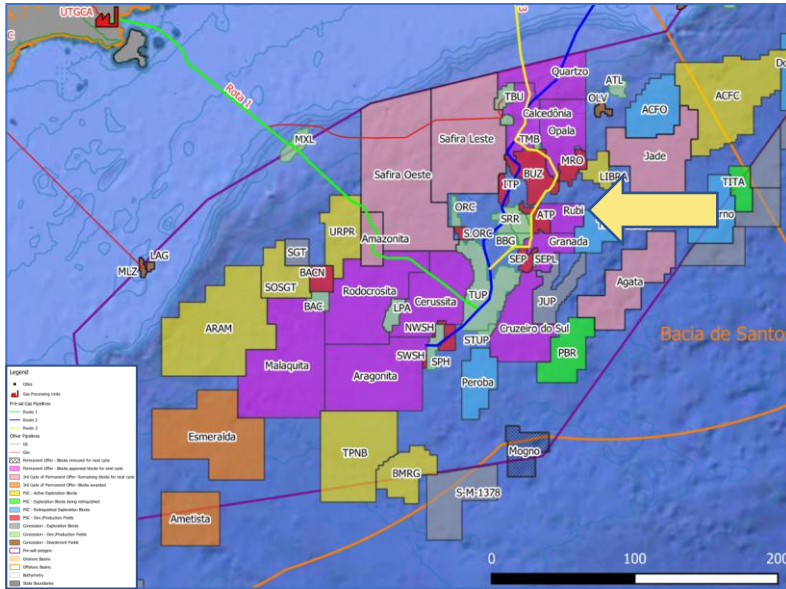 UTGCA
C
Rota 1
3
MXL
LAG
MLZ
Quartzo
TBU
ATL
OLV
Calcedônia
Opala
TMB
Safira Leste
Safira Oeste
BUZ
MRO
ITP
ACFO
ACFC
Do
Jade
LIBRA
TITA
rno
ORC
SRR
ATP
Rubi
S.ORC
BBG
Granada
T
SEP
SEPL
URPR
Amazonita
SGT
BACN
SOSGT
BAC
Rodocrosita
LPA
Cerussita
TUP
JUP
Agata
NWSH
STUP
Cruzeiro do Sul
PBR
Bacia de Santo
ARAM
Malaquita
Aragonita
SWSH
SPH
Peroba
Esmeralda
TPNB
BMRG
Mogno
S-M-1378
Ametista
0
100
200
Legend
Cities
Gas Processing Units
Pre-sal Gas Pipelines
Route 1
Route 2
Route 3
Other Pipelines
Oil
Gas
Permanent Offer - Blocks removed for next cycle
Permanent Offer - Blocks approved blocks for next cycle
3rd Cycle of Permanent Offer- Remaining blocks for next cycle
3rd Cycle of Permanent Offer- Blocks awarded
PSC - Active Exploration Blocks
PSC - Exploration Blocks being relinquished
PSC - Relinquished Exploration Blocks
PSC - Dev./Production Fields
Concession - Exploration Blocks
Concession - Dev./Production Fields
Concession - Divestment Fields
Pre-salt polygon
Onshore Basins
Offshore Basins
Bathymetry
State Boundaries